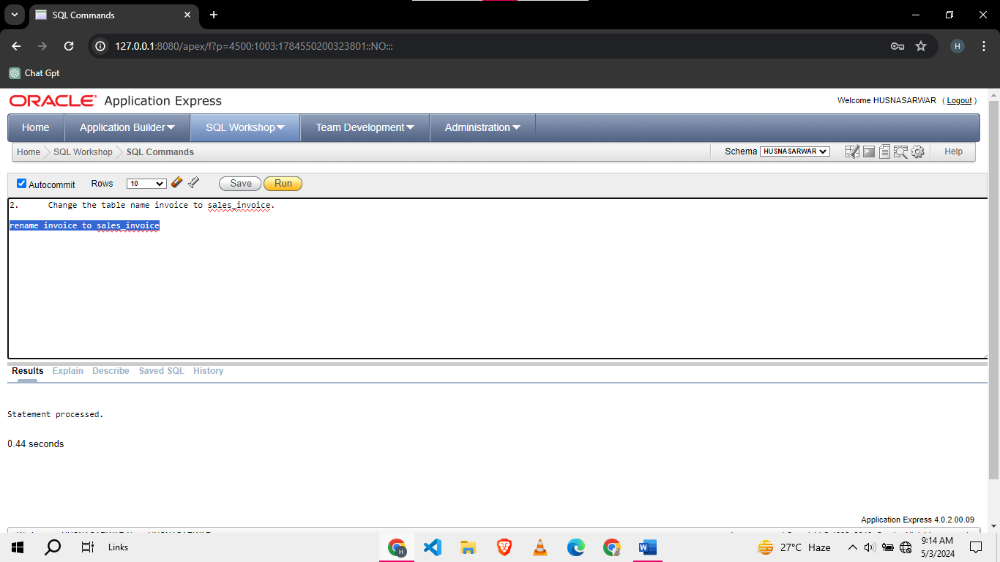 SQL Commands
127.0.0.1:8080/apex/f?p=4500:1003:1784550200323801::NO:::
H
Chat Gpt
ORACLE Application Express
Welcome HUSNASARWAR ( Logout )
Home Application Builder SQL Workshop Team Development Administration
Home SQL Workshop SQL Commands
Schema HUSNASARWAR Help
Autocommit Rows 10 Save Run
2. Change the table name invoice to sales_invoice.
rename invoice to sales_invoice
Results Explain Describe Saved SQL History
Statement processed.
0.44 seconds
Application Express 4.0.2.00.09
Links
H
27°C Haze
9:14 AM
5/3/2024